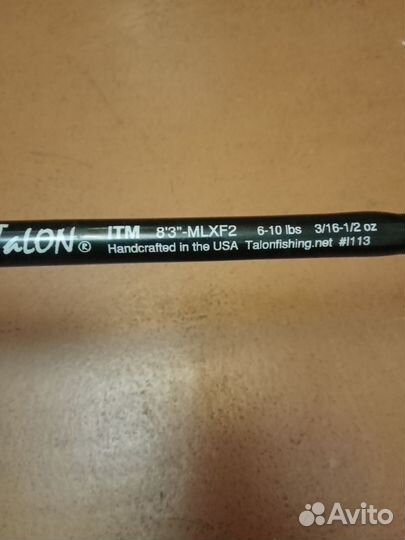 TaLON® ITM 8'3"-MLXF2 6-10 lbs 3/16-1/2 oz
Handcrafted in the USA Talonfishing.net #I113
Avito